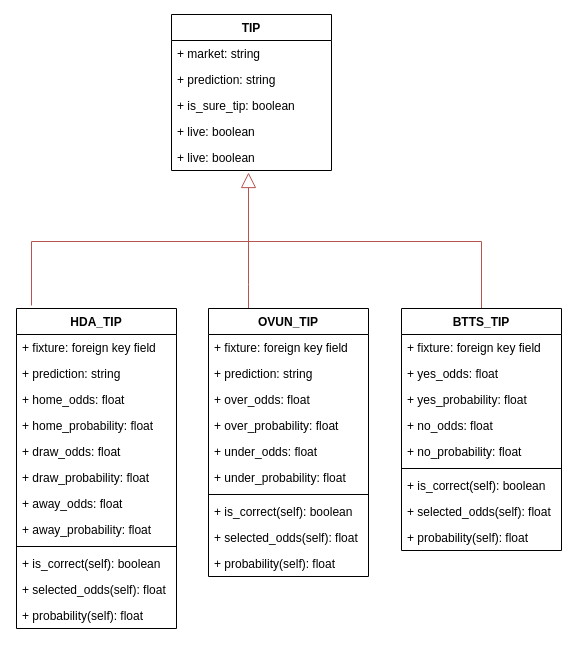 TIP
+ market: string
+ prediction: string
+ is_sure_tip: boolean
+ live: boolean
+ live: boolean
HDA_TIP
+ fixture: foreign key field
+ prediction: string
+ home_odds: float
+ home_probability: float
+ draw_odds: float
+ draw_probability: float
+ away_odds: float
+ away_probability: float
+ is_correct(self): boolean
+ selected_odds(self): float
+ probability(self): float
OVUN_TIP
+ fixture: foreign key field
+ prediction: string
+ over_odds: float
+ over_probability: float
+ under_odds: float
+ under_probability: float
+ is_correct(self): boolean
+ selected_odds(self): float
+ probability(self): float
BTTS_TIP
+ fixture: foreign key field
+ yes_odds: float
+ yes_probability: float
+ no_odds: float
+ no_probability: float
+ is_correct(self): boolean
+ selected_odds(self): float
+ probability(self): float